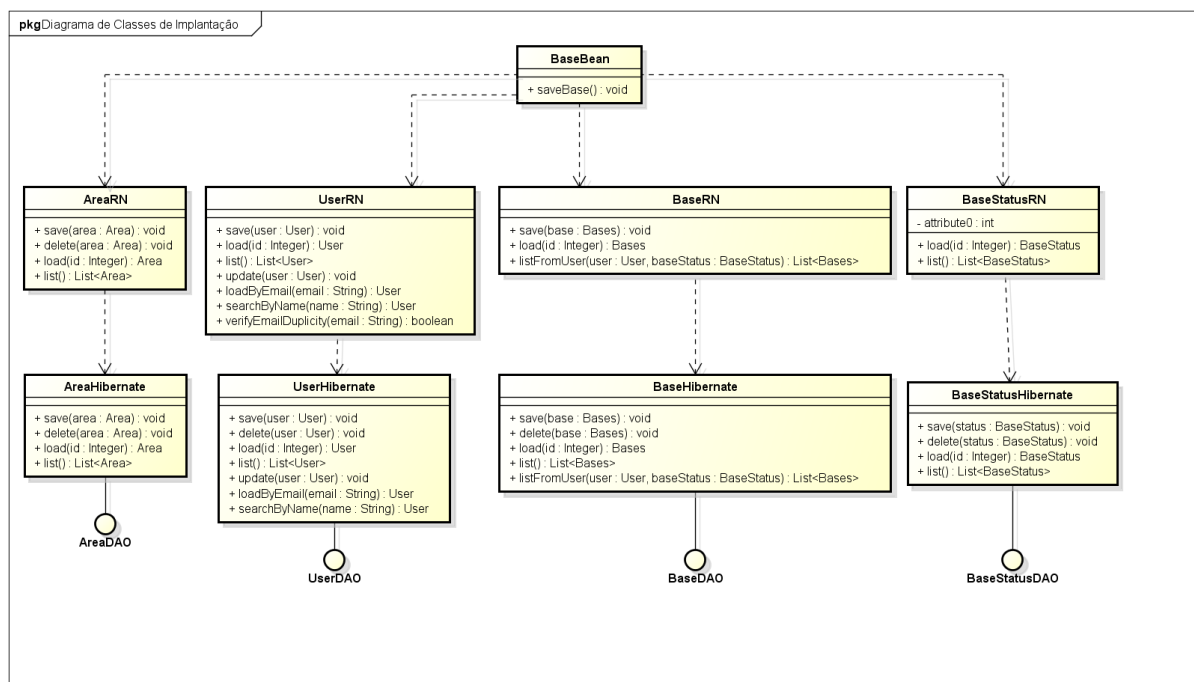 pkg Diagrama de Classes de Implantação
BaseBean
+ saveBase() : void
AreaRN
+ save(area : Area) : void
+ delete(area : Area) : void
+ load(id : Integer) : Area
+ list() : List<Area>
UserRN
+ save(user : User) : void
+ load(id : Integer) : User
+ list() : List<User>
+ update(user : User) : void
+ loadByEmail(email : String) : User
+ searchByName(name : String) : User
+ verifyEmailDuplicity(email : String) : boolean
BaseRN
+ save(base : Bases) : void
+ load(id : Integer) : Bases
+ listFromUser(user : User, baseStatus : BaseStatus) : List<Bases>
BaseStatusRN
- attribute0 : int
+ load(id : Integer) : BaseStatus
+ list() : List<BaseStatus>
AreaHibernate
+ save(area : Area) : void
+ delete(area : Area) : void
+ load(id : Integer) : Area
+ list() : List<Area>
UserHibernate
+ save(user : User) : void
+ delete(user : User) : void
+ load(id : Integer) : User
+ list() : List<User>
+ update(user : User) : void
+ loadByEmail(email : String) : User
+ searchByName(name : String) : User
BaseHibernate
+ save(base : Bases) : void
+ delete(base : Bases) : void
+ load(id : Integer) : Bases
+ list() : List<Bases>
+ listFromUser(user : User, baseStatus : BaseStatus) : List<Bases>
BaseStatusHibernate
+ save(status : BaseStatus) : void
+ delete(status : BaseStatus) : void
+ load(id : Integer) : BaseStatus
+ list() : List<BaseStatus>
AreaDAO
UserDAO
BaseDAO
BaseStatusDAO